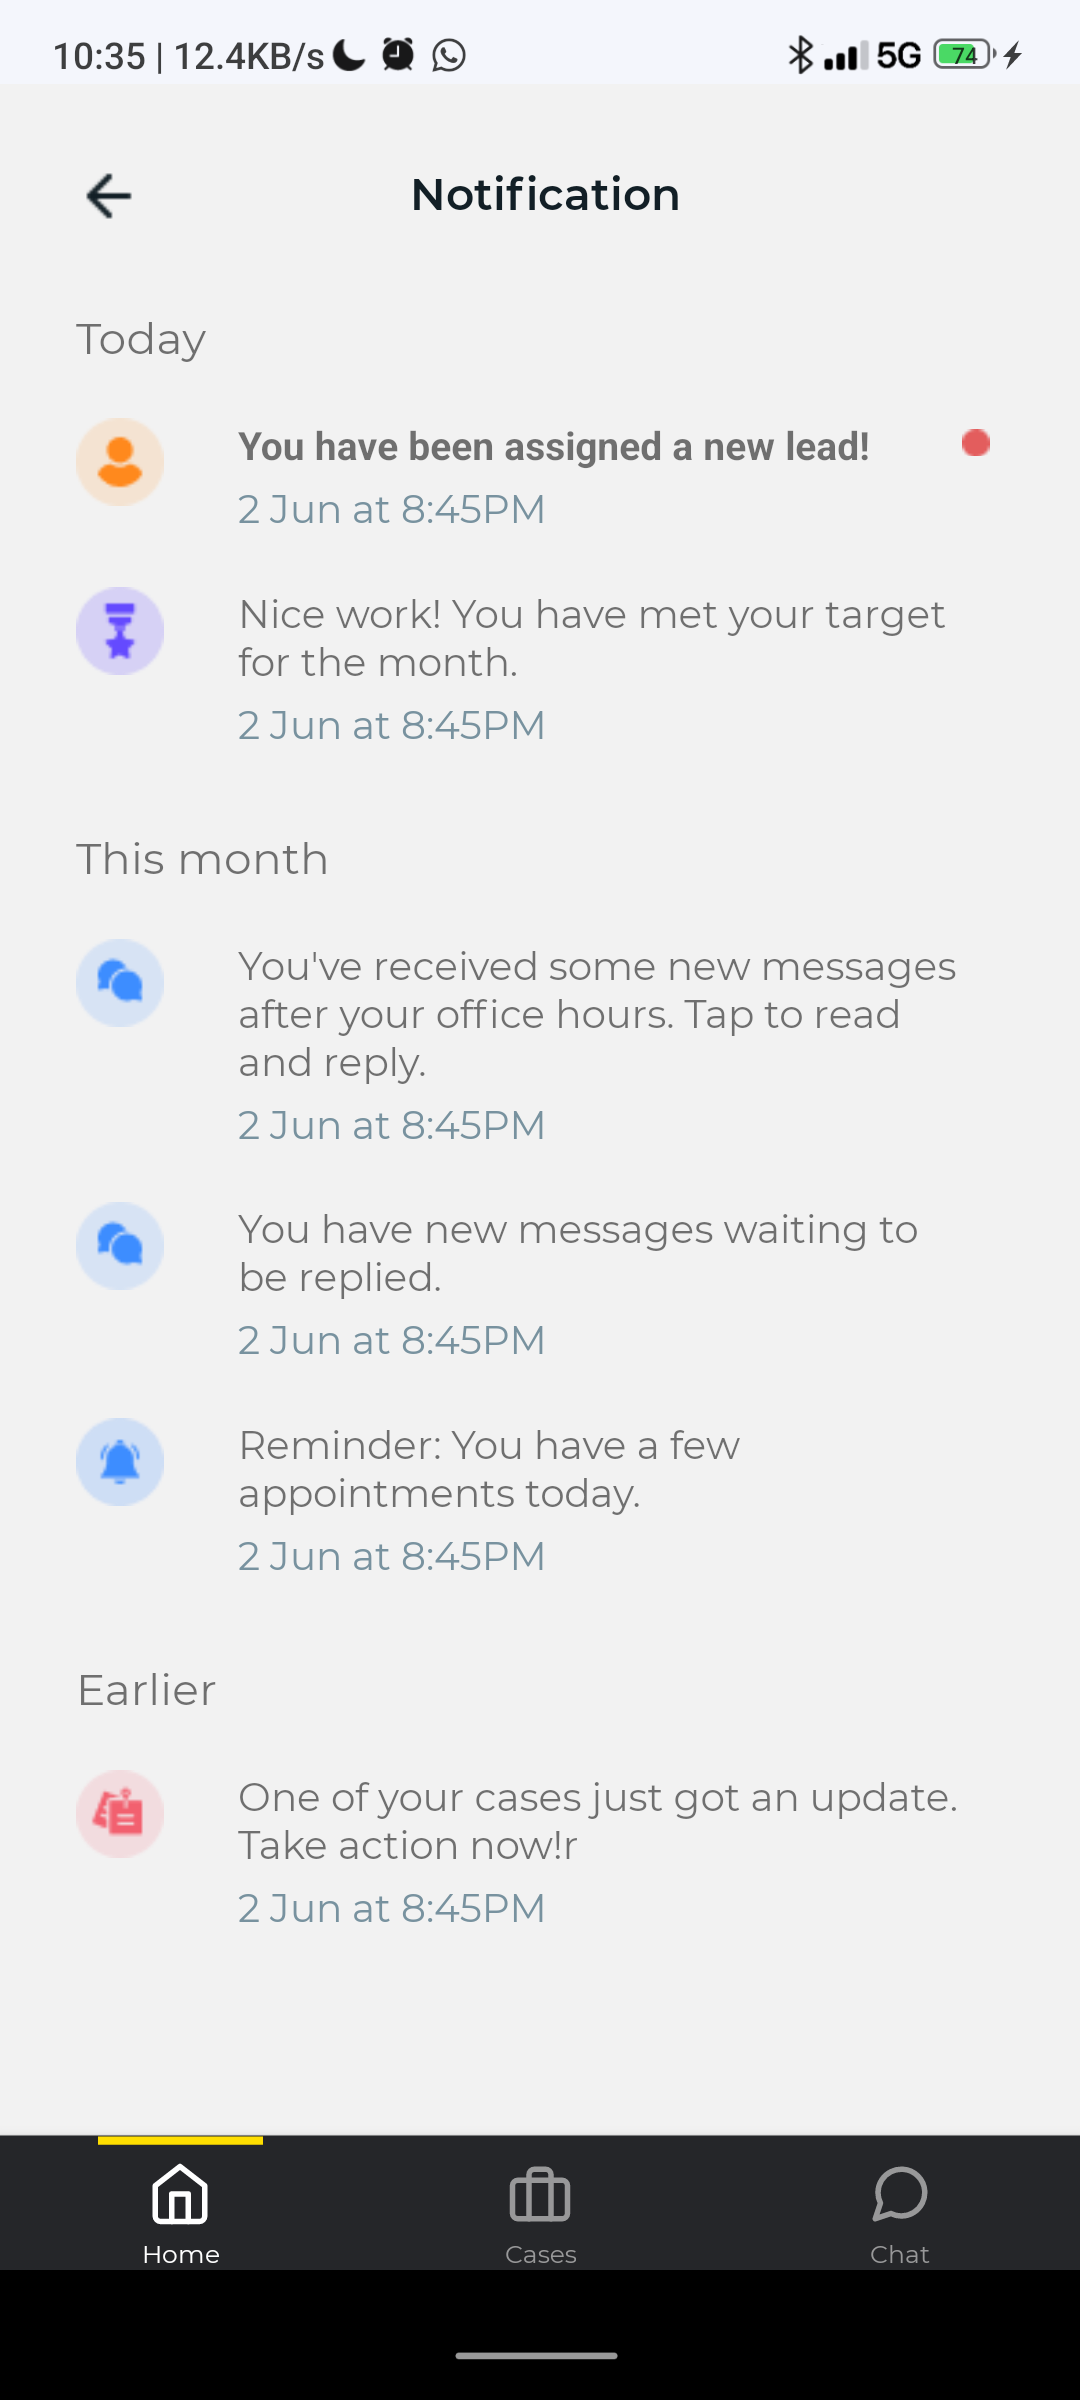 10:35 | 12.4KB/s 5G 74
Notification
Today
You have been assigned a new lead!
2 Jun at 8:45PM
Nice work! You have met your target
for the month.
2 Jun at 8:45PM
This month
You've received some new messages
after your office hours. Tap to read
and reply.
2 Jun at 8:45PM
You have new messages waiting to
be replied.
2 Jun at 8:45PM
Reminder: You have a few
appointments today.
2 Jun at 8:45PM
Earlier
One of your cases just got an update.
Take action now!r
2 Jun at 8:45PM
Home Cases Chat